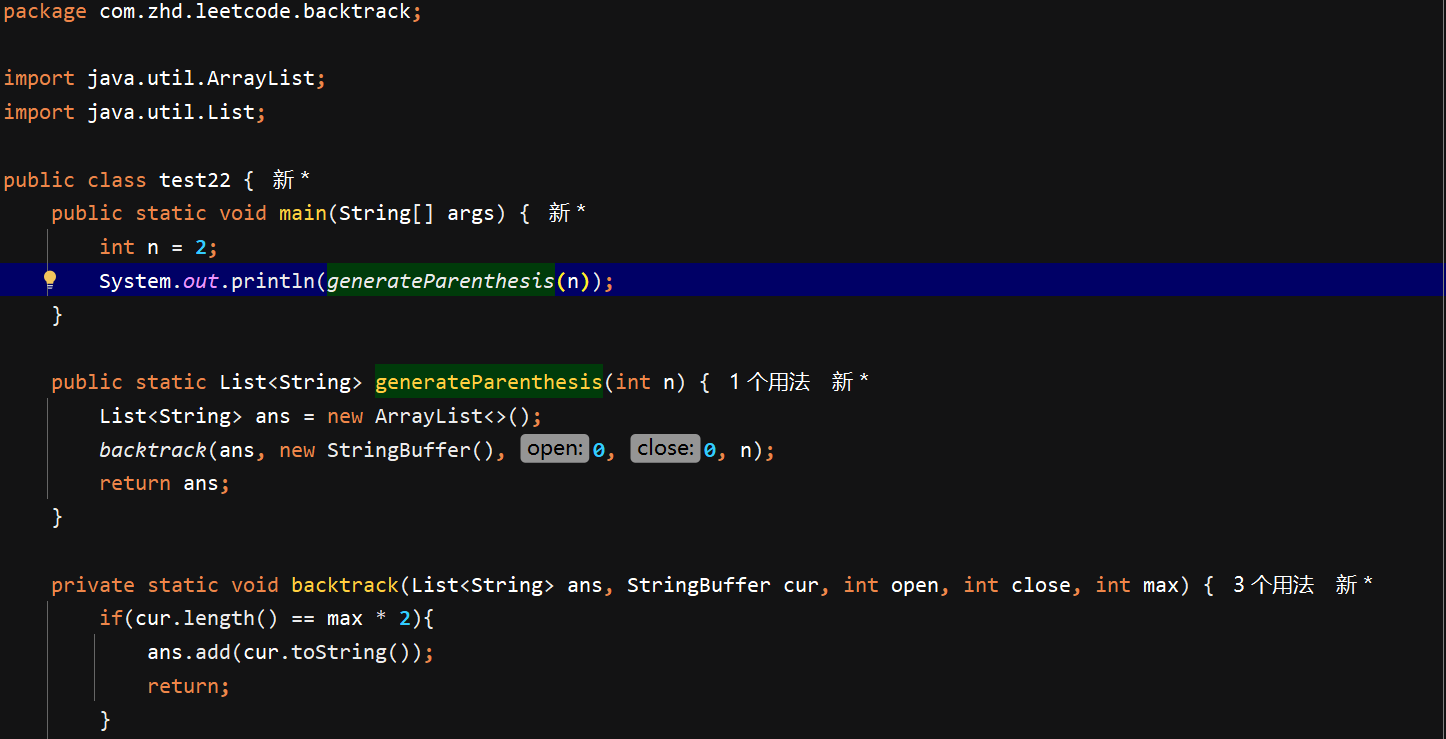 package com.zhd.leetcode.backtrack;
import java.util.ArrayList;
import java.util.List;
public class test22 { 新 *
public static void main(String[] args) { 新 *
int n = 2;
System.out.println(generateParenthesis(n));
}
public static List<String> generateParenthesis(int n) { 1 个用法 新 *
List<String> ans = new ArrayList<>();
backtrack(ans, new StringBuffer(), open: 0, close: 0, n);
return ans;
}
private static void backtrack(List<String> ans, StringBuffer cur, int open, int close, int max) { 3 个用法 新 *
if(cur.length() == max * 2){
ans.add(cur.toString());
return;
}